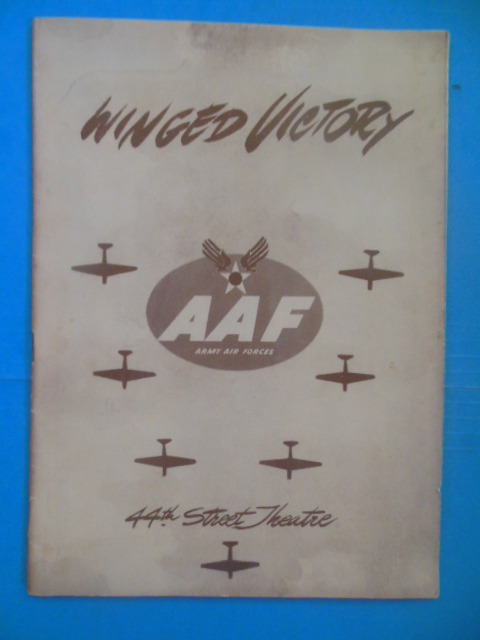 WINGED VICTORY
AAF
ARMY AIR FORCES
44th Street Theatre